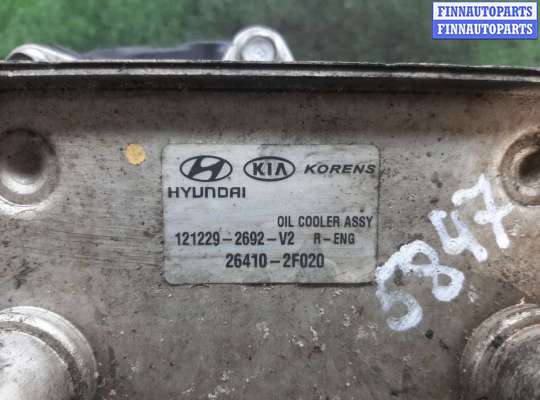 FINNAUTOPARTS
FINNAUTOPARTS
HYUNDAI KIA KORENS
OIL COOLER ASSY
121229-2692-V2 R-ENG
26410-2F020
5847